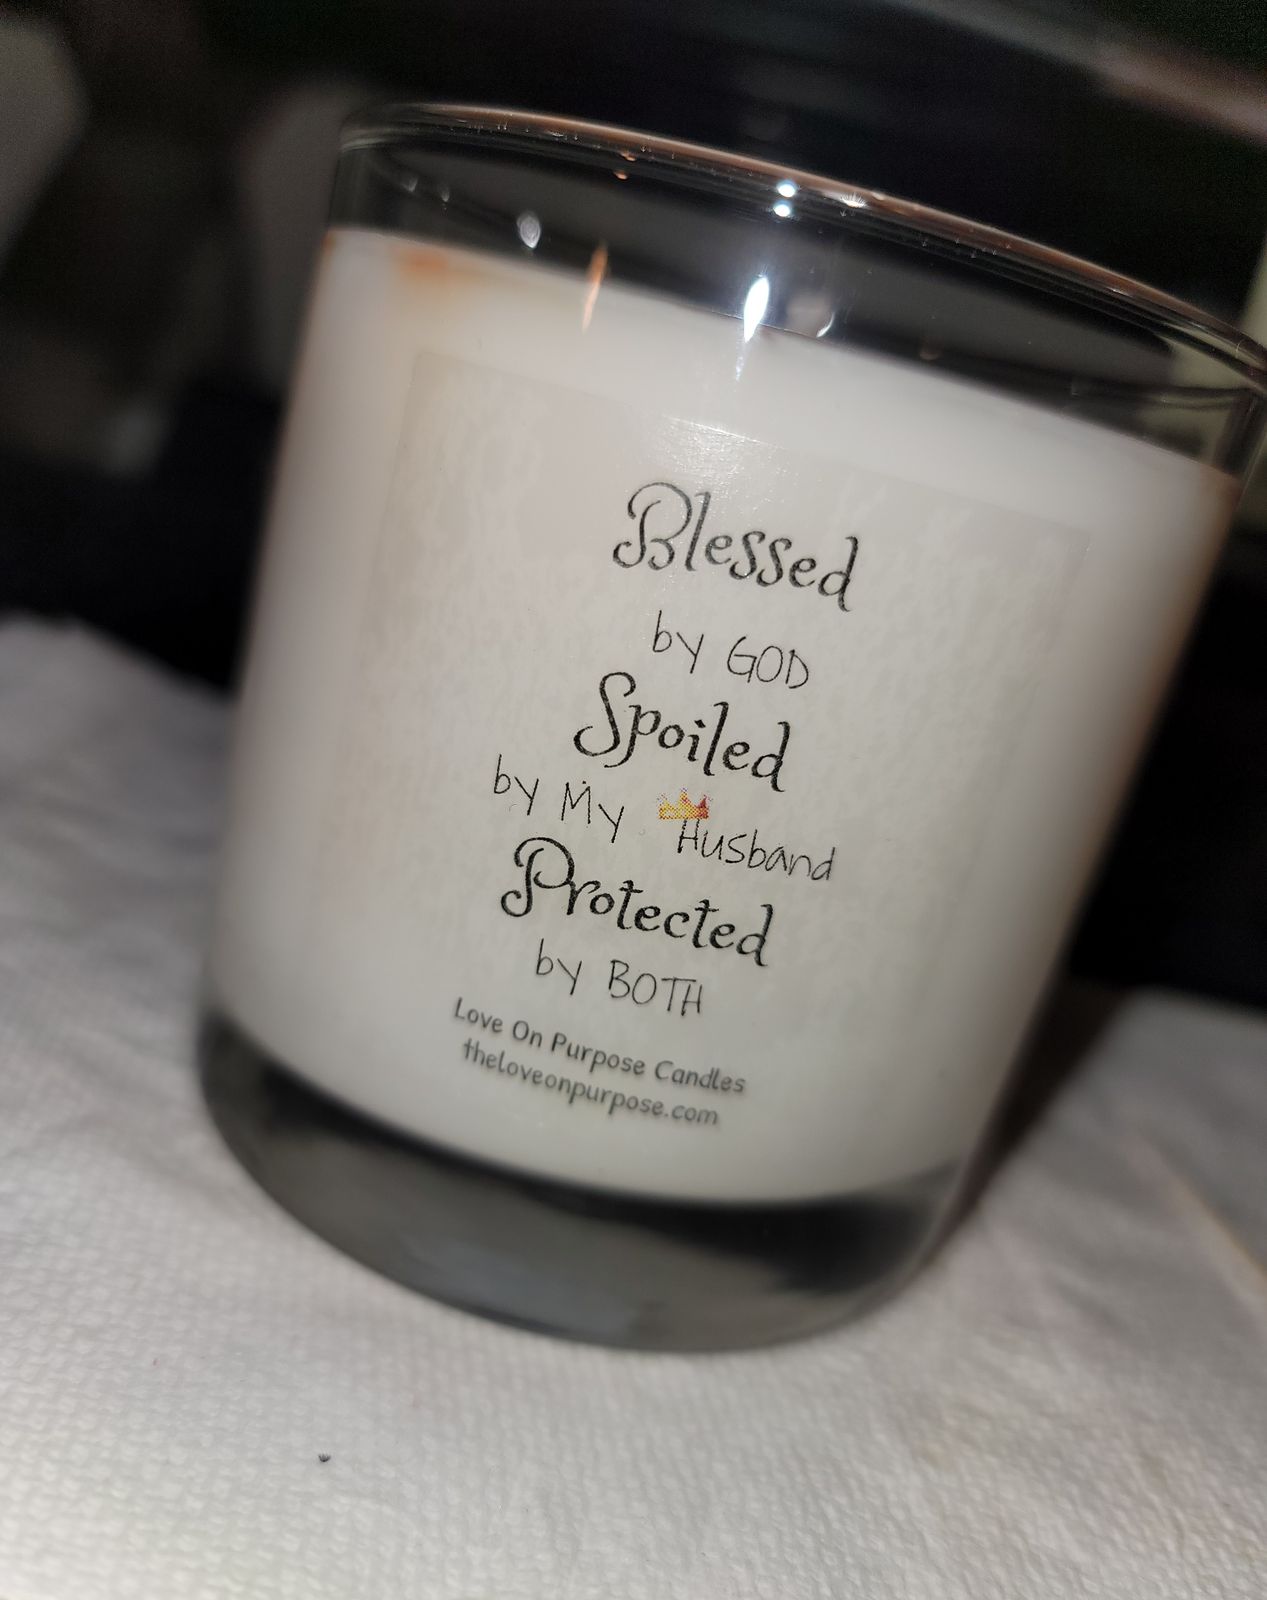 Blessed
by GOD
Spoiled
by My Husband
Protected
by BOTH
Love On Purpose Candles
theloveonpurpose.com